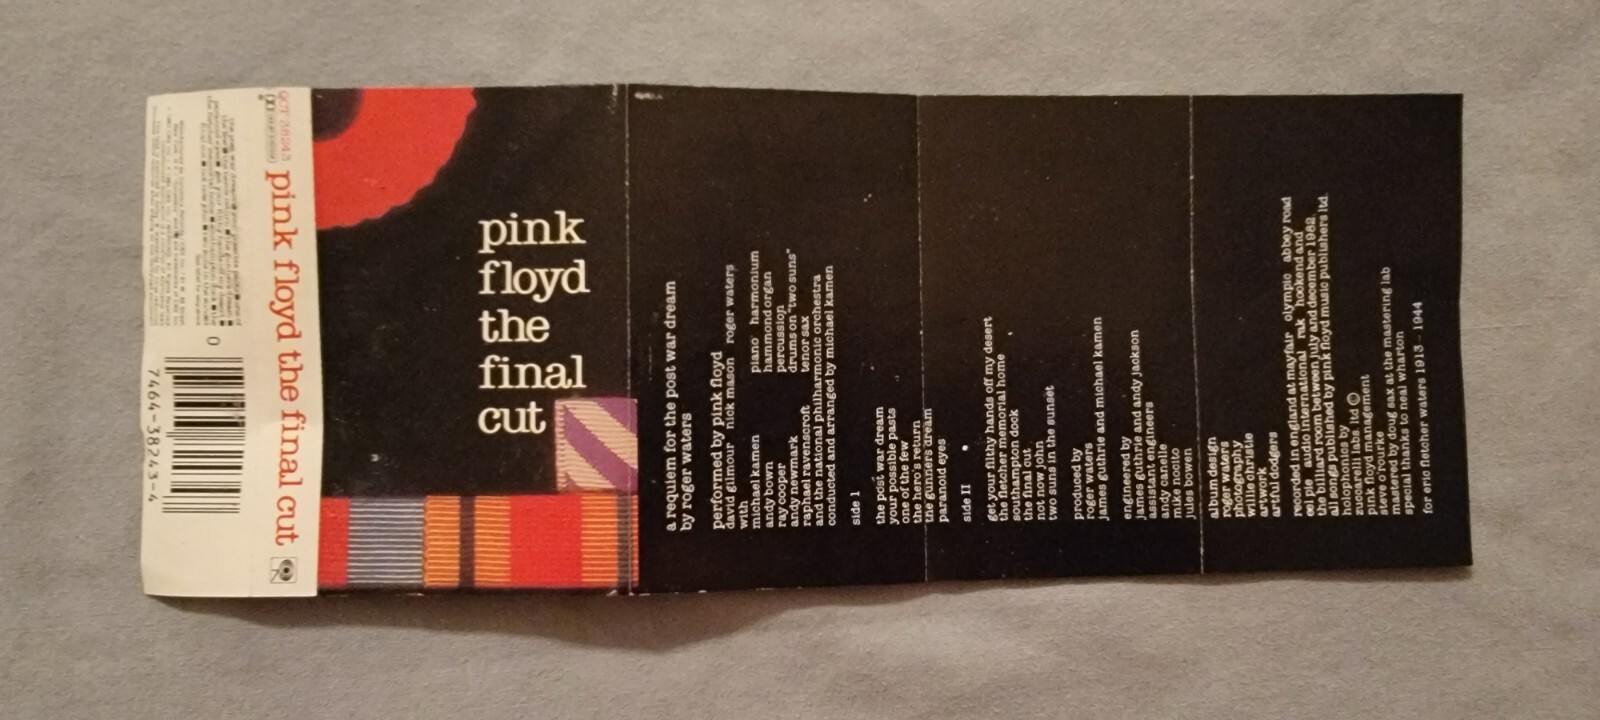 QCT 38243
pink floyd the final cut
0
7464-38243-4
pink
floyd
the
final
cut
a requiem for the post war dream
by roger waters
performed by pink floyd
david gilmour nick mason roger waters
with
michael kamen piano harmonium
andy bown hammond organ
ray cooper percussion
andy newmark drums on "two suns"
raphael ravenscroft tenor sax
and the national philharmonic orchestra
conducted and arranged by michael kamen
side 1
the post war dream
your possible pasts
one of the few
the hero's return
the gunners dream
paranoid eyes
side II
get your filthy hands off my desert
the fletcher memorial home
southampton dock
the final cut
not now john
two suns in the sunset
produced by
roger waters
james guthrie and michael kamen
engineered by
james guthrie and andy jackson
assistant engineers
andy canelle
mike nocito
jules bowen
album design
roger waters
photography
willie christie
artwork
artful dodgers
recorded in england at mayfair olympic abbey road
eel pie audio international rak hookend and
the billiard room between july and december 1982
all songs published by pink floyd music publishers ltd.
holophonics by
zuccarelli labs ltd ©
pink floyd management
steve o'rourke
mastered by doug sax at the mastering lab
special thanks to neal wharton
for eric fletcher waters 1913 - 1944